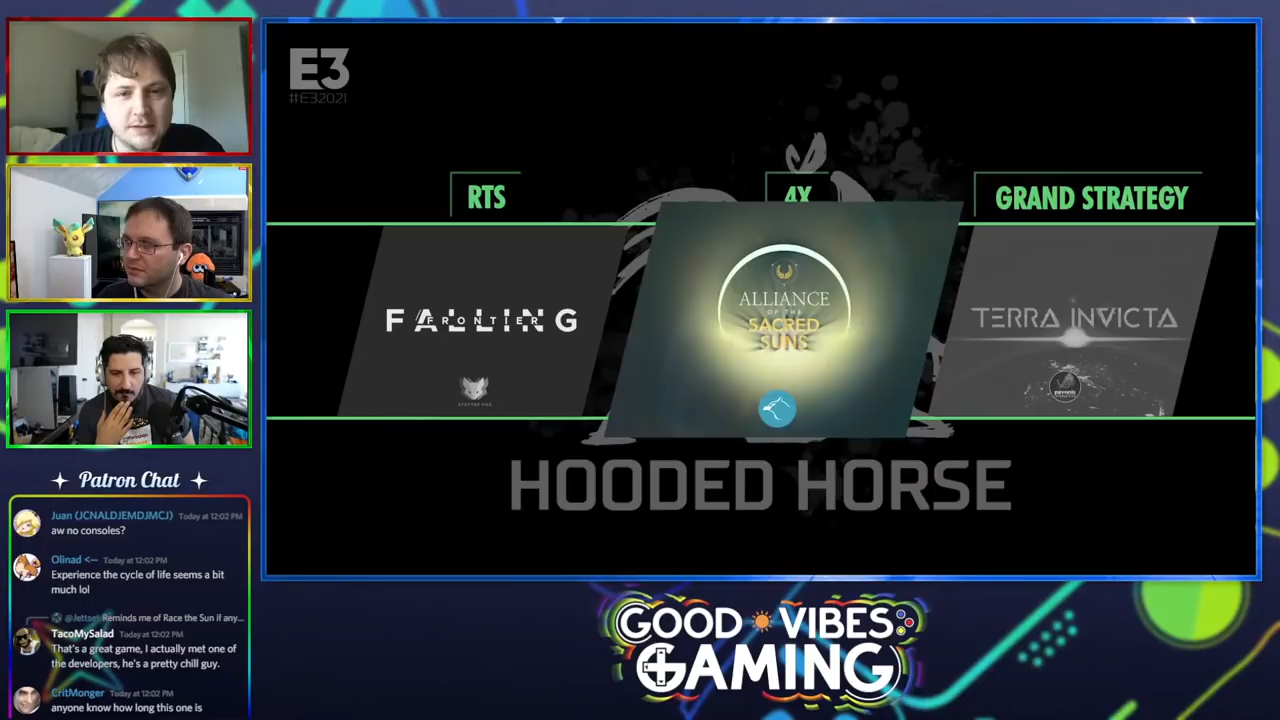 E3
#E32021
RTS
4X
GRAND STRATEGY
FALLING
FRONTIER
ALLIANCE
OF THE
SACRED
SUNS
TERRA INVICTA
pavonis
HOODED HORSE
Patron Chat
Juan (JCNALDJEMDJMCJ) Today at 12:02 PM
aw no consoles?
Olinad <-- Today at 12:02 PM
Experience the cycle of life seems a bit
much lol
@Jettset Reminds me of Race the Sun if any...
TacoMySalad Today at 12:02 PM
That's a great game, I actually met one of
the developers, he's a pretty chill guy.
CritMonger Today at 12:02 PM
anyone know how long this one is
GOOD VIBES
GAMING